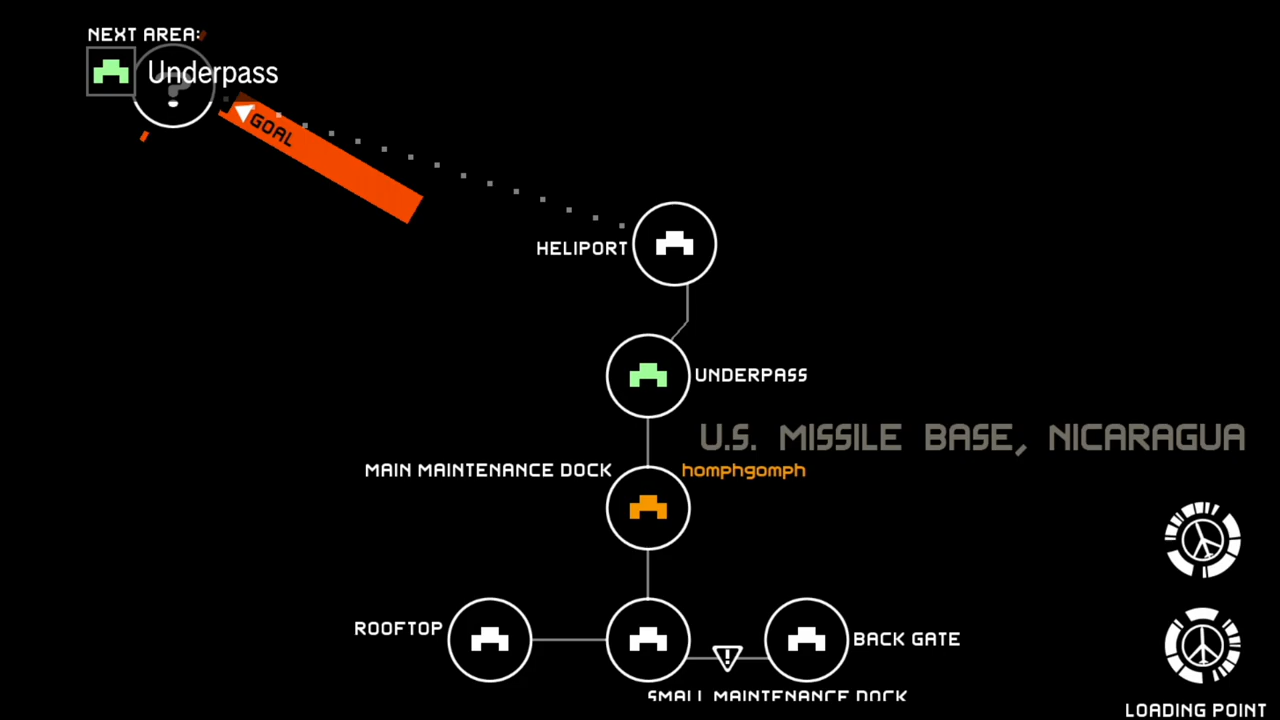 NEXT AREA:
Underpass
?
GOAL
HELIPORT
UNDERPASS
U.S. MISSILE BASE, NICARAGUA
MAIN MAINTENANCE DOCK
homphgomph
ROOFTOP
!
BACK GATE
SMALL MAINTENANCE DOCK
LOADING POINT